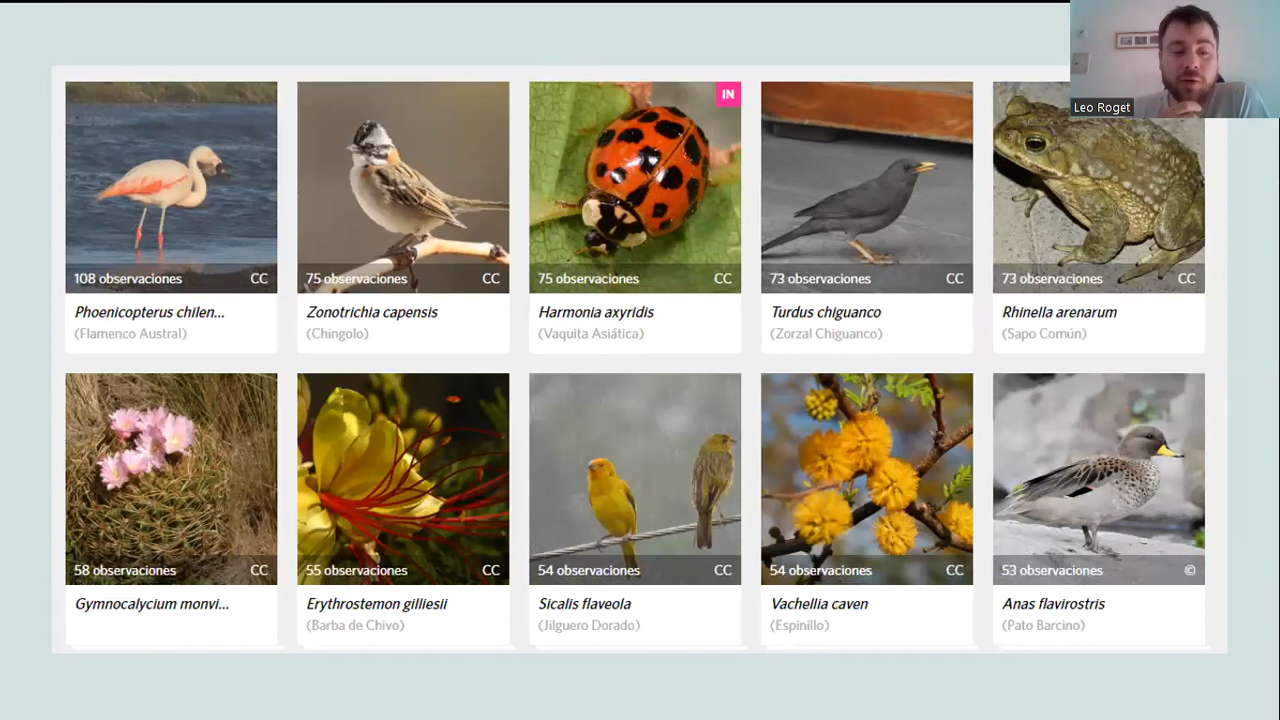 Leo Roget
IN
108 observaciones CC
75 observaciones CC
75 observaciones CC
73 observaciones CC
73 observaciones CC
Phoenicopterus chilen...
(Flamenco Austral)
Zonotrichia capensis
(Chingolo)
Harmonia axyridis
(Vaquita Asiática)
Turdus chiguanco
(Zorzal Chiguanco)
Rhinella arenarum
(Sapo Común)
58 observaciones CC
55 observaciones CC
54 observaciones CC
54 observaciones CC
53 observaciones ©
Gymnocalycium monvi...
Erythrostemon gilliesii
(Barba de Chivo)
Sicalis flaveola
(Jilguero Dorado)
Vachellia caven
(Espinillo)
Anas flavirostris
(Pato Barcino)